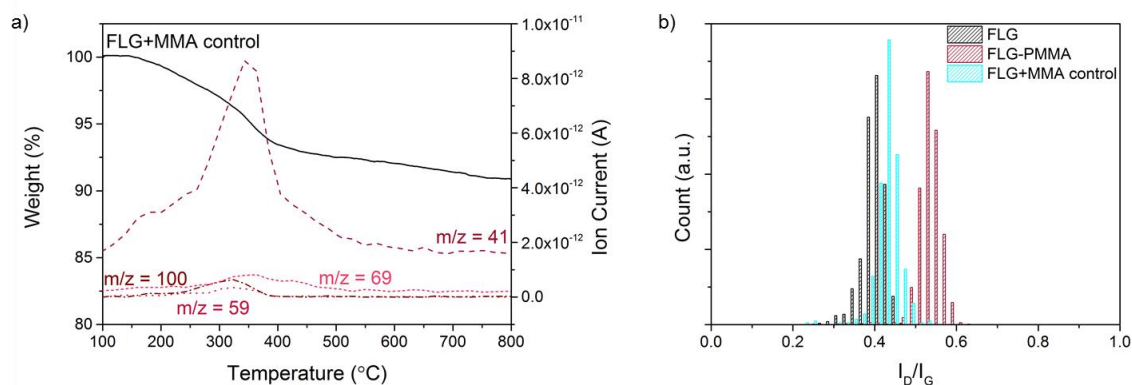 a)
FLG+MMA control
100
95
90
85
80
Weight (%)
m/z = 41
m/z = 100
m/z = 69
m/z = 59
1.0x10-11
8.0x10-12
6.0x10-12
4.0x10-12
2.0x10-12
0.0
Ion Current (A)
100 200 300 400 500 600 700 800
Temperature (°C)
b)
FLG
FLG-PMMA
FLG+MMA control
Count (a.u.)
0.0 0.2 0.4 0.6 0.8 1.0
ID/IG